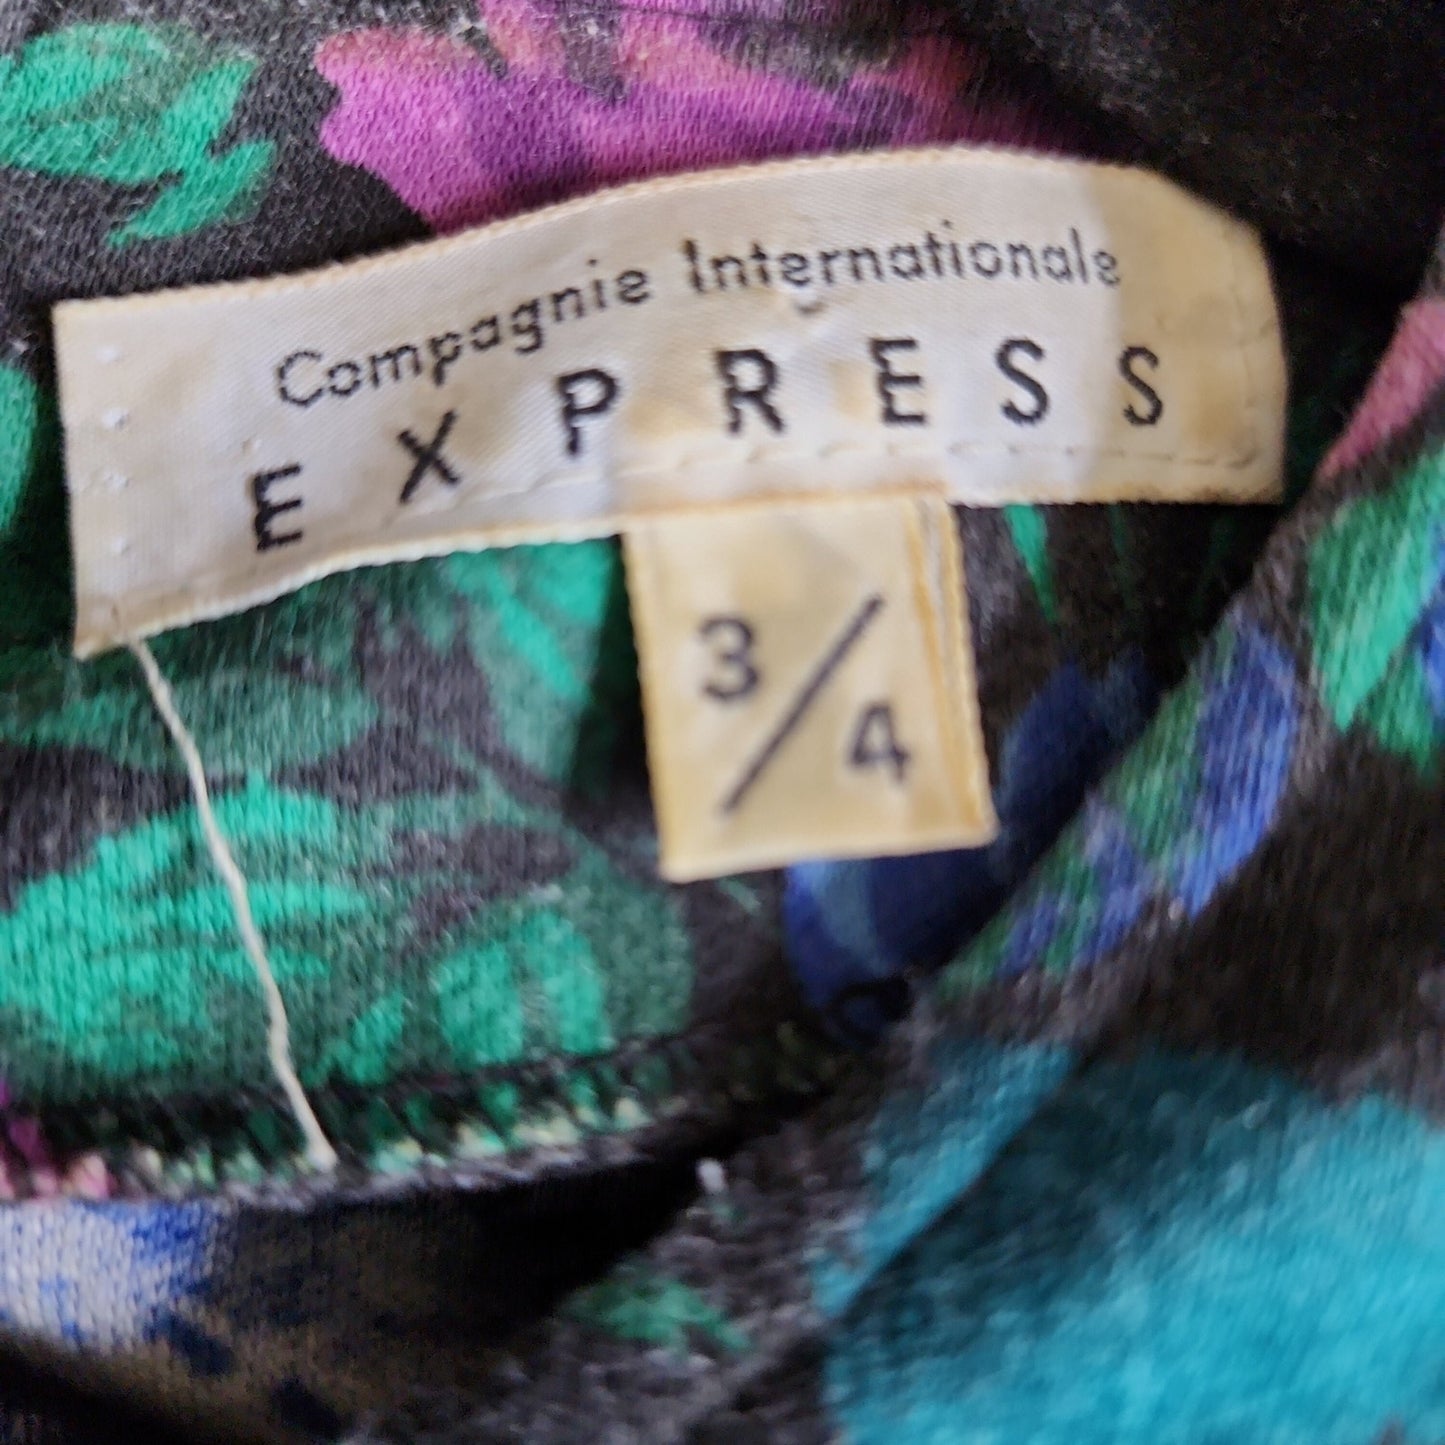 Compagnie Internationale
EXPRESS
3/4